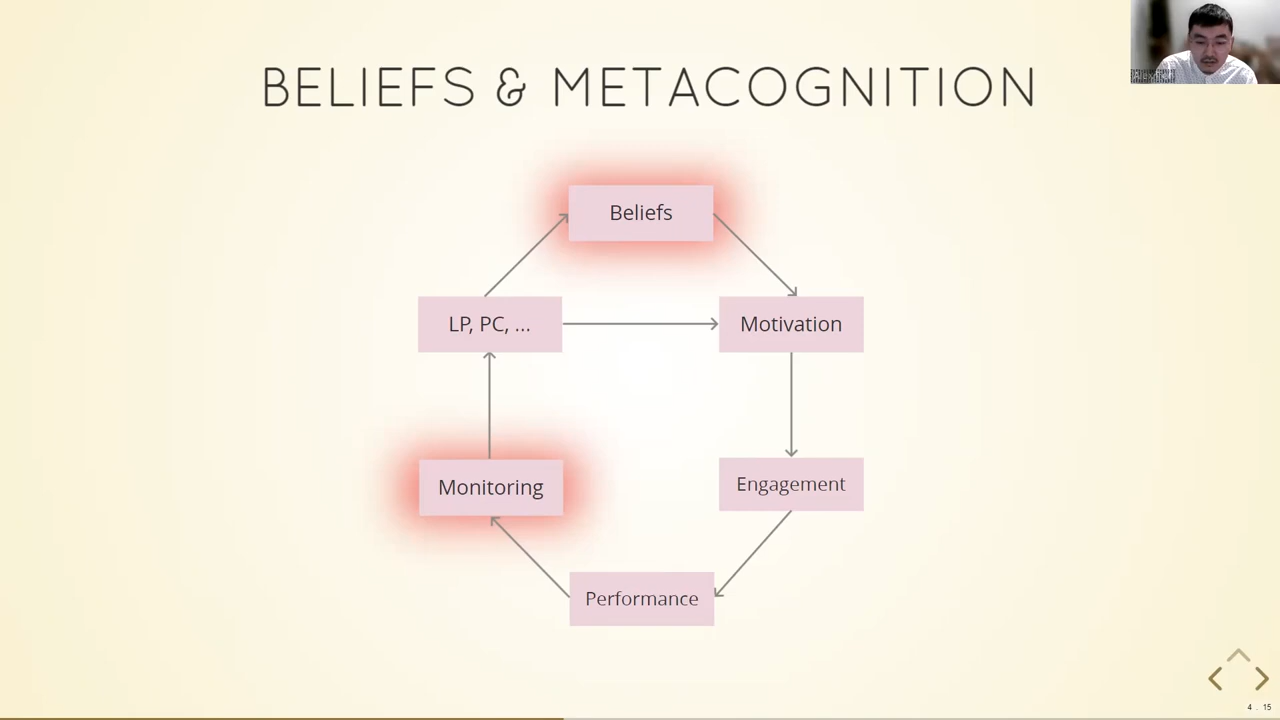 BELIEFS & METACOGNITION
Beliefs
LP, PC, ...
Motivation
Monitoring
Engagement
Performance
4 . 15